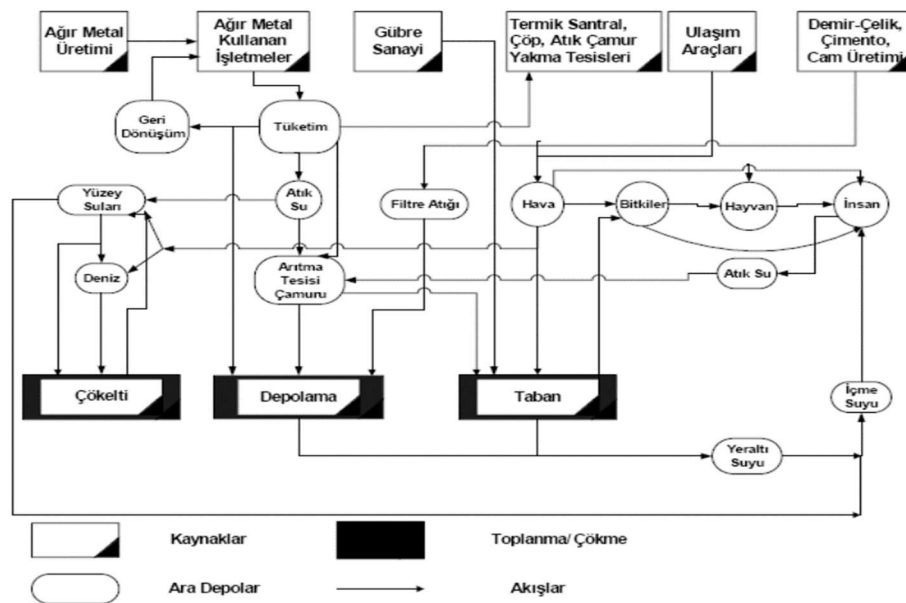 Ağır Metal
Üretimi
Ağır Metal
Kullanan
İşletmeler
Gübre
Sanayi
Termik Santral,
Çöp, Atık Çamur
Yakma Tesisleri
Ulaşım
Araçları
Demir-Çelik,
Çimento,
Cam Üretimi
Geri
Dönüşüm
Tüketim
Yüzey
Suları
Atık
Su
Filtre Atığı
Hava
Bitkiler
Hayvan
İnsan
Deniz
Arıtma
Tesisi
Çamuru
Atık Su
Çökelti
Depolama
Taban
İçme
Suyu
Yeraltı
Suyu
Kaynaklar
Toplanma/ Çökme
Ara Depolar
Akışlar